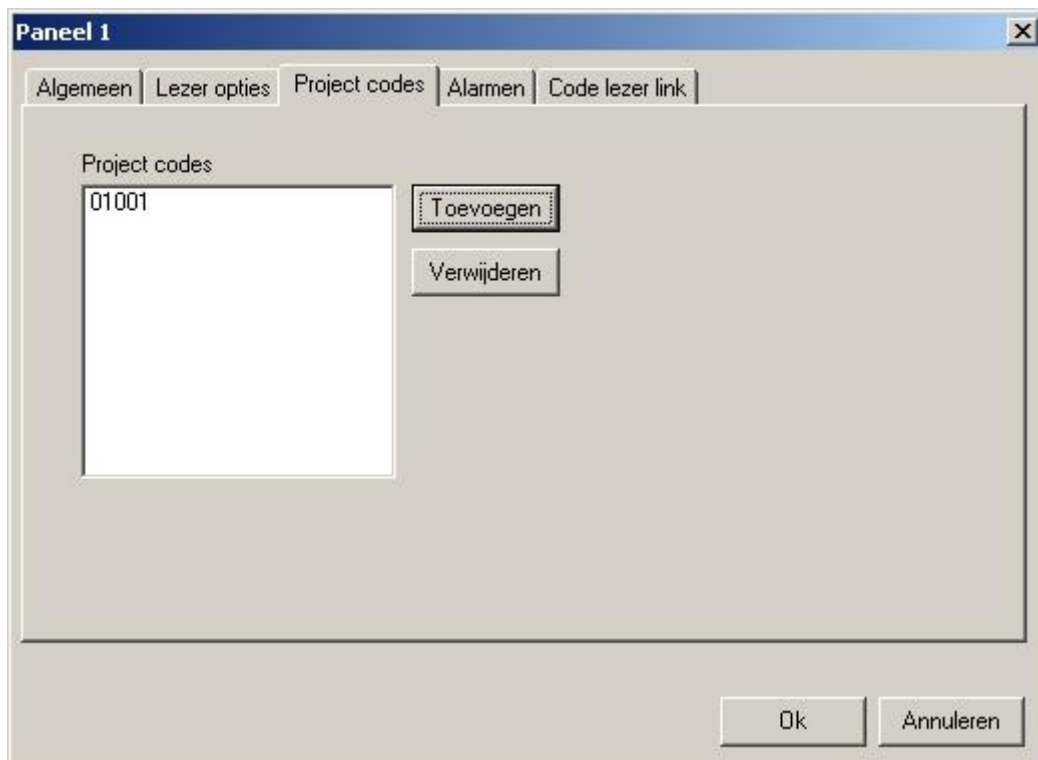 Paneel 1
Algemeen Lezer opties Project codes Alarmen Code lezer link
Project codes
01001
Toevoegen
Verwijderen
Ok Annuleren